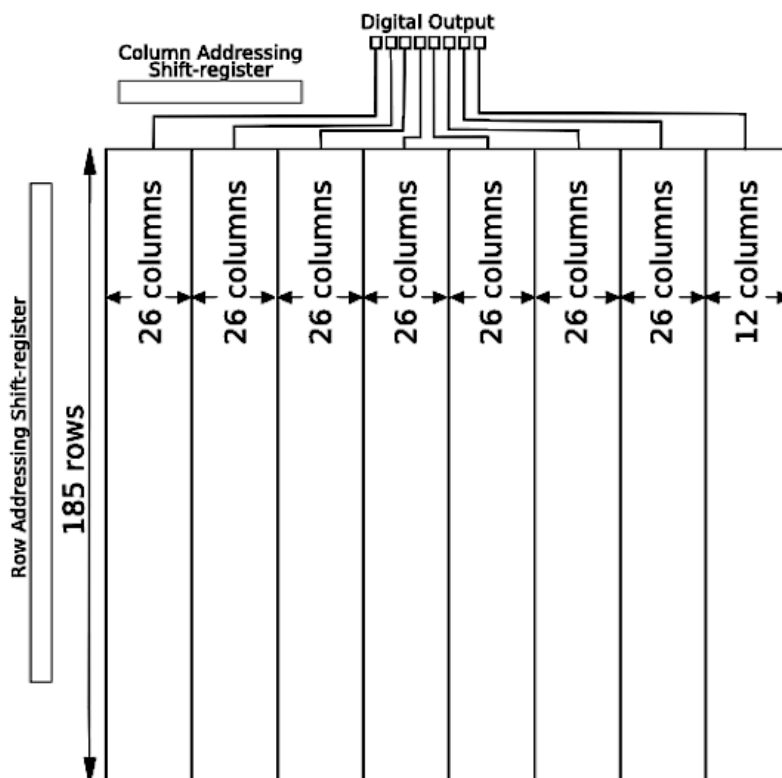 Digital Output
Column Addressing
Shift-register
Row Addressing Shift-register
185 rows
26 columns
26 columns
26 columns
26 columns
26 columns
26 columns
26 columns
12 columns